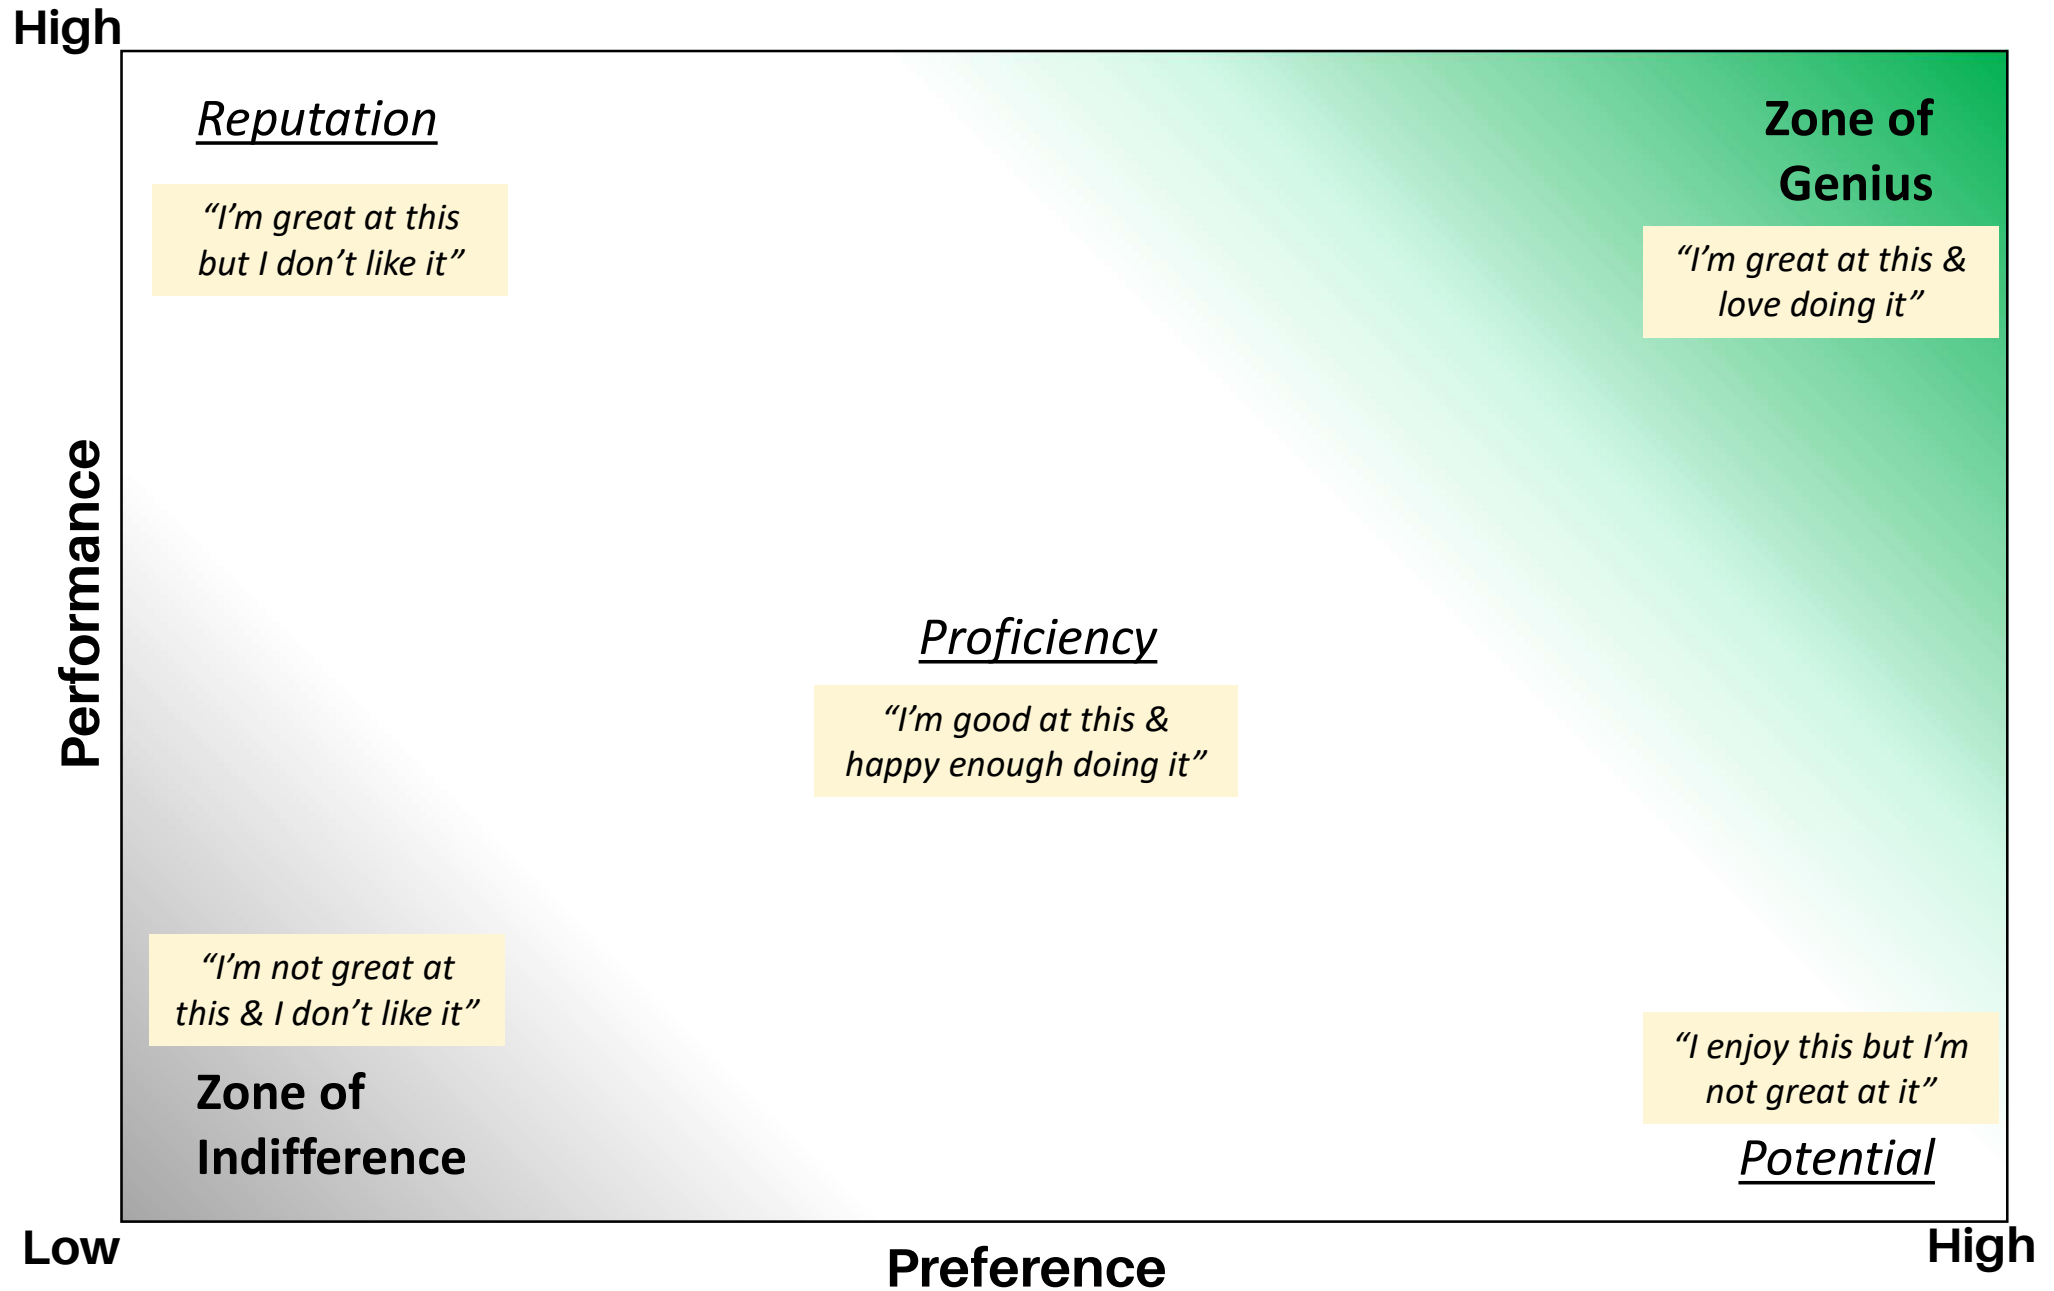 High
Reputation
“I’m great at this
but I don’t like it”
Zone of
Genius
“I’m great at this &
love doing it”
Performance
Proficiency
“I’m good at this &
happy enough doing it”
“I’m not great at
this & I don’t like it”
Zone of
Indifference
“I enjoy this but I’m
not great at it”
Potential
Low
Preference
High